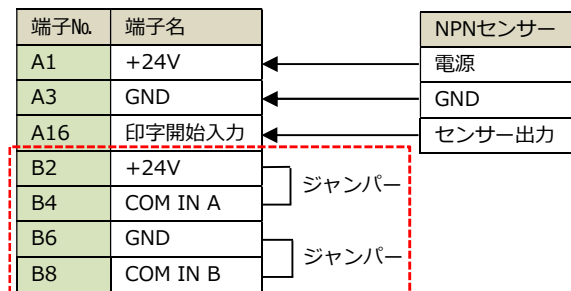 端子№ 端子名 NPNセンサー
A1 +24V 電源
A3 GND GND
A16 印字開始入力 センサー出力
B2 +24V
ジャンパー
B4 COM IN A
B6 GND
ジャンパー
B8 COM IN B